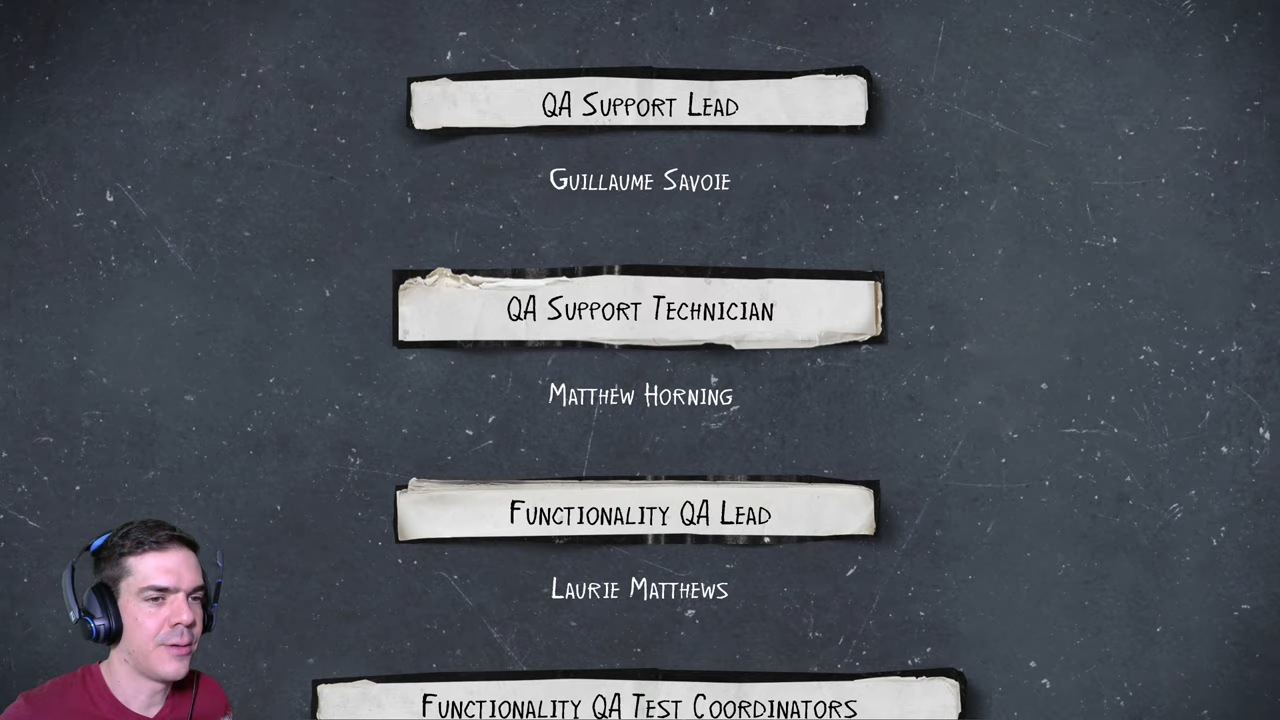 QA Support Lead
Guillaume Savoie
QA Support Technician
Matthew Horning
Functionality QA Lead
Laurie Matthews
Functionality QA Test Coordinators